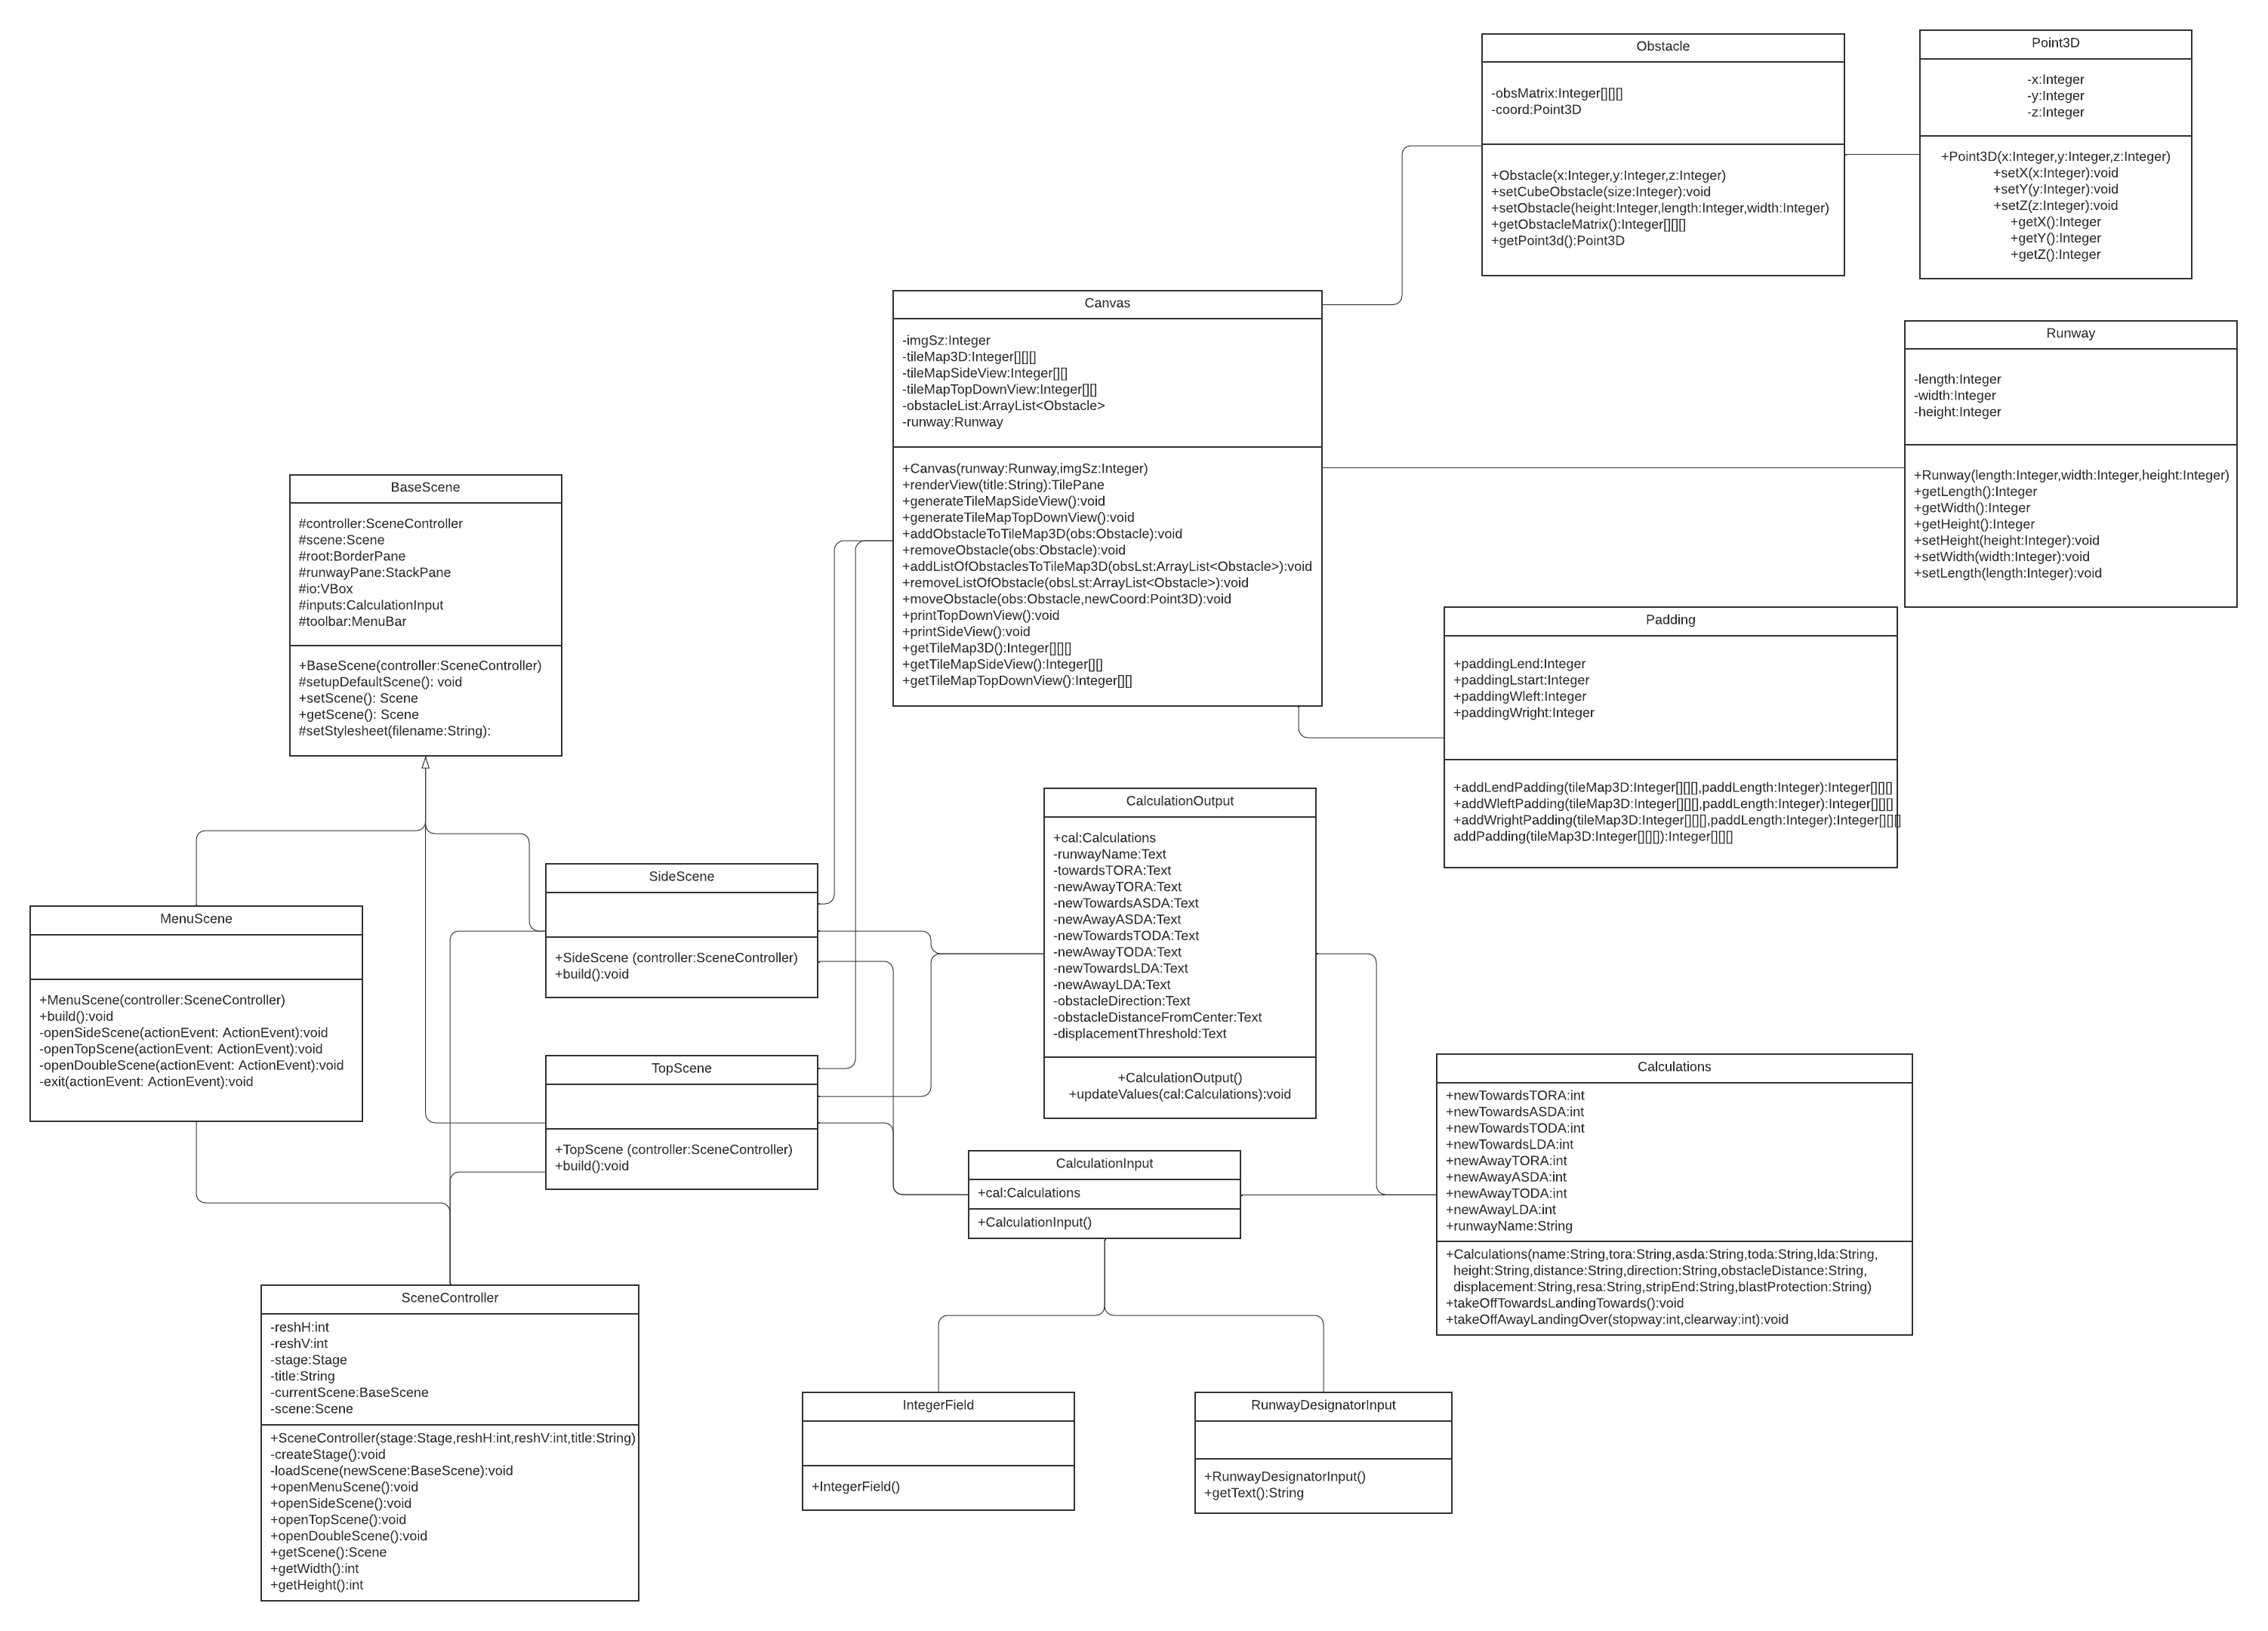 Obstacle
-obsMatrix:Integer[][][]
-coord:Point3D
+Obstacle(x:Integer,y:Integer,z:Integer)
+setCubeObstacle(size:Integer):void
+setObstacle(height:Integer,length:Integer,width:Integer)
+getObstacleMatrix():Integer[][][]
+getPoint3d():Point3D
Point3D
-x:Integer
-y:Integer
-z:Integer
+Point3D(x:Integer,y:Integer,z:Integer)
+setX(x:Integer):void
+setY(y:Integer):void
+setZ(z:Integer):void
+getX():Integer
+getY():Integer
+getZ():Integer
Canvas
-imgSz:Integer
-tileMap3D:Integer[][][]
-tileMapSideView:Integer[][]
-tileMapTopDownView:Integer[][]
-obstacleList:ArrayList<Obstacle>
-runway:Runway
+Canvas(runway:Runway,imgSz:Integer)
+renderView(title:String):TilePane
+generateTileMapSideView():void
+generateTileMapTopDownView():void
+addObstacleToTileMap3D(obs:Obstacle):void
+removeObstacle(obs:Obstacle):void
+addListOfObstaclesToTileMap3D(obsLst:ArrayList<Obstacle>):void
+removeListOfObstacle(obsLst:ArrayList<Obstacle>):void
+moveObstacle(obs:Obstacle,newCoord:Point3D):void
+printTopDownView():void
+printSideView():void
+getTileMap3D():Integer[][][]
+getTileMapSideView():Integer[][]
+getTileMapTopDownView():Integer[][]
Runway
-length:Integer
-width:Integer
-height:Integer
+Runway(length:Integer,width:Integer,height:Integer)
+getLength():Integer
+getWidth():Integer
+getHeight():Integer
+setHeight(height:Integer):void
+setWidth(width:Integer):void
+setLength(length:Integer):void
BaseScene
#controller:SceneController
#scene:Scene
#root:BorderPane
#runwayPane:StackPane
#io:VBox
#inputs:CalculationInput
#toolbar:MenuBar
+BaseScene(controller:SceneController)
#setupDefaultScene(): void
+setScene(): Scene
+getScene(): Scene
#setStylesheet(filename:String):
Padding
+paddingLend:Integer
+paddingLstart:Integer
+paddingWleft:Integer
+paddingWright:Integer
+addLendPadding(tileMap3D:Integer[][][],paddLength:Integer):Integer[][][]
+addWleftPadding(tileMap3D:Integer[][][],paddLength:Integer):Integer[][][]
+addWrightPadding(tileMap3D:Integer[][][],paddLength:Integer):Integer[][][]
addPadding(tileMap3D:Integer[][][]):Integer[][][]
CalculationOutput
+cal:Calculations
-runwayName:Text
-towardsTORA:Text
-newAwayTORA:Text
-newTowardsASDA:Text
-newAwayASDA:Text
-newTowardsTODA:Text
-newAwayTODA:Text
-newTowardsLDA:Text
-newAwayLDA:Text
-obstacleDirection:Text
-obstacleDistanceFromCenter:Text
-displacementThreshold:Text
+CalculationOutput()
+updateValues(cal:Calculations):void
SideScene
+SideScene (controller:SceneController)
+build():void
MenuScene
+MenuScene(controller:SceneController)
+build():void
-openSideScene(actionEvent: ActionEvent):void
-openTopScene(actionEvent: ActionEvent):void
-openDoubleScene(actionEvent: ActionEvent):void
-exit(actionEvent: ActionEvent):void
TopScene
+TopScene (controller:SceneController)
+build():void
Calculations
+newTowardsTORA:int
+newTowardsASDA:int
+newTowardsTODA:int
+newTowardsLDA:int
+newAwayTORA:int
+newAwayASDA:int
+newAwayTODA:int
+newAwayLDA:int
+runwayName:String
+Calculations(name:String,tora:String,asda:String,toda:String,lda:String,
height:String,distance:String,direction:String,obstacleDistance:String,
displacement:String,resa:String,stripEnd:String,blastProtection:String)
+takeOffTowardsLandingTowards():void
+takeOffAwayLandingOver(stopway:int,clearway:int):void
CalculationInput
+cal:Calculations
+CalculationInput()
SceneController
-reshH:int
-reshV:int
-stage:Stage
-title:String
-currentScene:BaseScene
-scene:Scene
+SceneController(stage:Stage,reshH:int,reshV:int,title:String)
-createStage():void
-loadScene(newScene:BaseScene):void
+openMenuScene():void
+openSideScene():void
+openTopScene():void
+openDoubleScene():void
+getScene():Scene
+getWidth():int
+getHeight():int
IntegerField
+IntegerField()
RunwayDesignatorInput
+RunwayDesignatorInput()
+getText():String